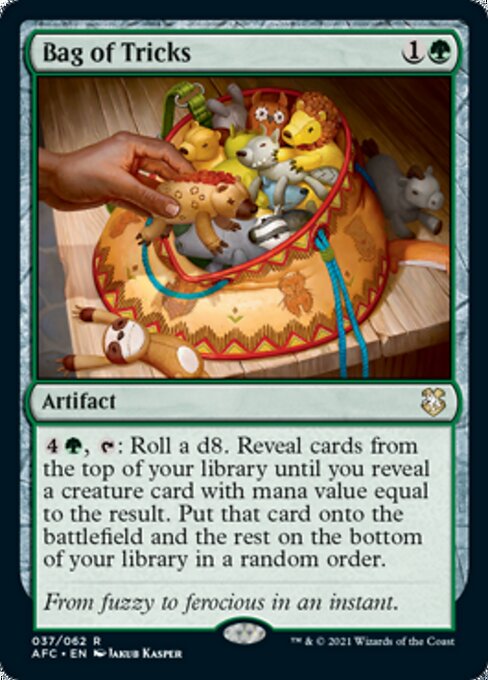 Bag of Tricks 1
Artifact
4, : Roll a d8. Reveal cards from
the top of your library until you reveal
a creature card with mana value equal
to the result. Put that card onto the
battlefield and the rest on the bottom
of your library in a random order.
From fuzzy to ferocious in an instant.
037/062 R
™ & © 2021 Wizards of the Coast
AFC • EN Jakub Kasper